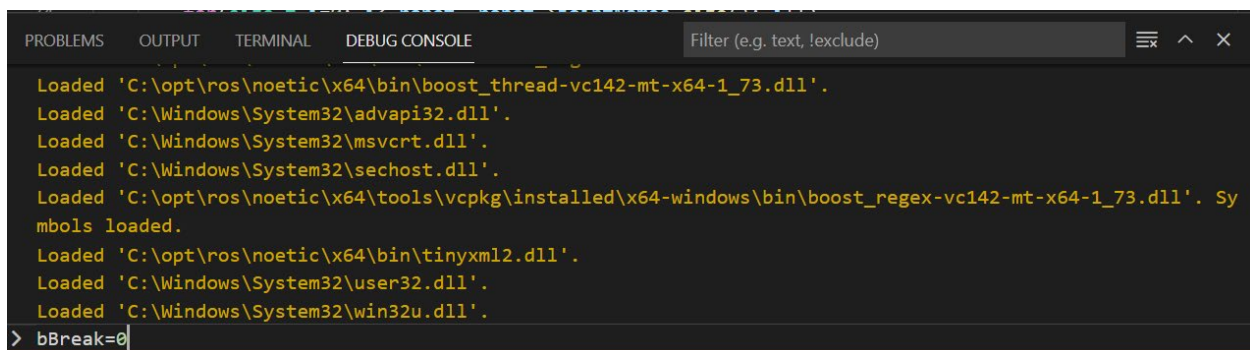 PROBLEMS OUTPUT TERMINAL DEBUG CONSOLE Filter (e.g. text, !exclude)
Loaded 'C:\opt\ros\noetic\x64\bin\boost_thread-vc142-mt-x64-1_73.dll'.
Loaded 'C:\Windows\System32\advapi32.dll'.
Loaded 'C:\Windows\System32\msvcrt.dll'.
Loaded 'C:\Windows\System32\sechost.dll'.
Loaded 'C:\opt\ros\noetic\x64\tools\vcpkg\installed\x64-windows\bin\boost_regex-vc142-mt-x64-1_73.dll'. Sy
mbols loaded.
Loaded 'C:\opt\ros\noetic\x64\bin\tinyxml2.dll'.
Loaded 'C:\Windows\System32\user32.dll'.
Loaded 'C:\Windows\System32\win32u.dll'.
> bBreak=0